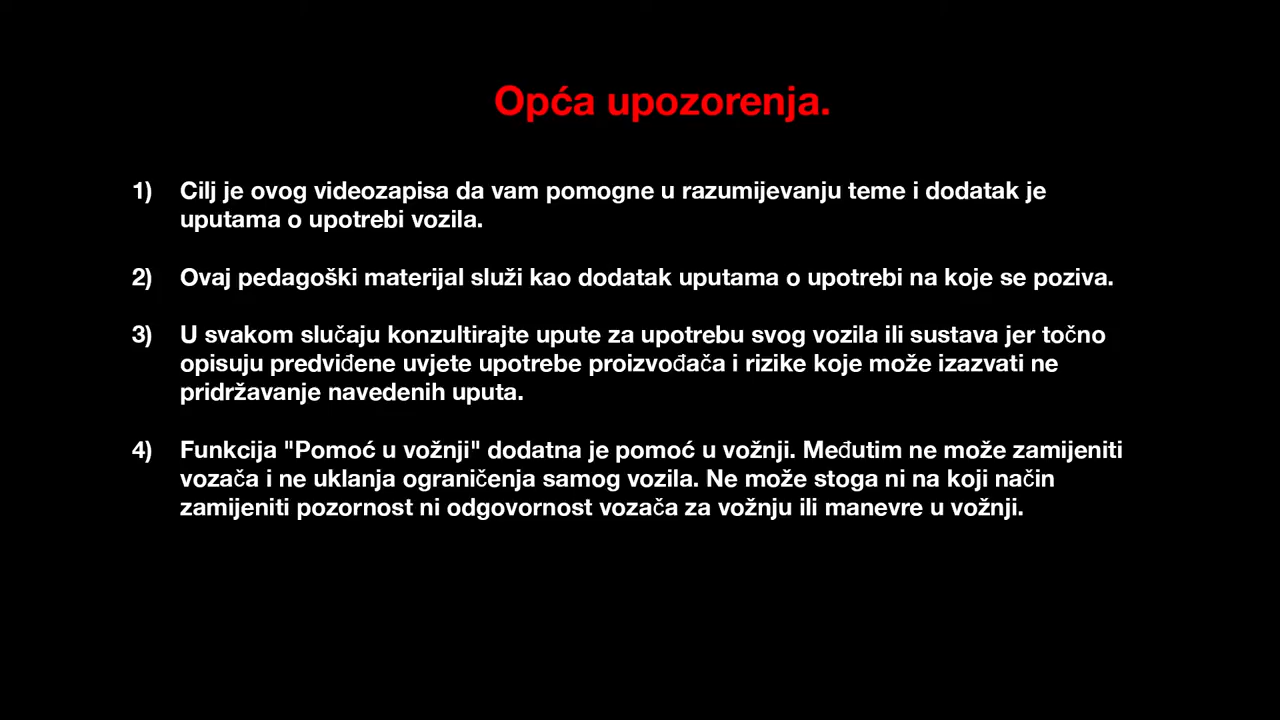 Opća upozorenja.
1) Cilj je ovog videozapisa da vam pomogne u razumijevanju teme i dodatak je
uputama o upotrebi vozila.
2) Ovaj pedagoški materijal služi kao dodatak uputama o upotrebi na koje se poziva.
3) U svakom slučaju konzultirajte upute za upotrebu svog vozila ili sustava jer točno
opisuju predviđene uvjete upotrebe proizvođača i rizike koje može izazvati ne
pridržavanje navedenih uputa.
4) Funkcija "Pomoć u vožnji" dodatna je pomoć u vožnji. Međutim ne može zamijeniti
vozača i ne uklanja ograničenja samog vozila. Ne može stoga ni na koji način
zamijeniti pozornost ni odgovornost vozača za vožnju ili manevre u vožnji.